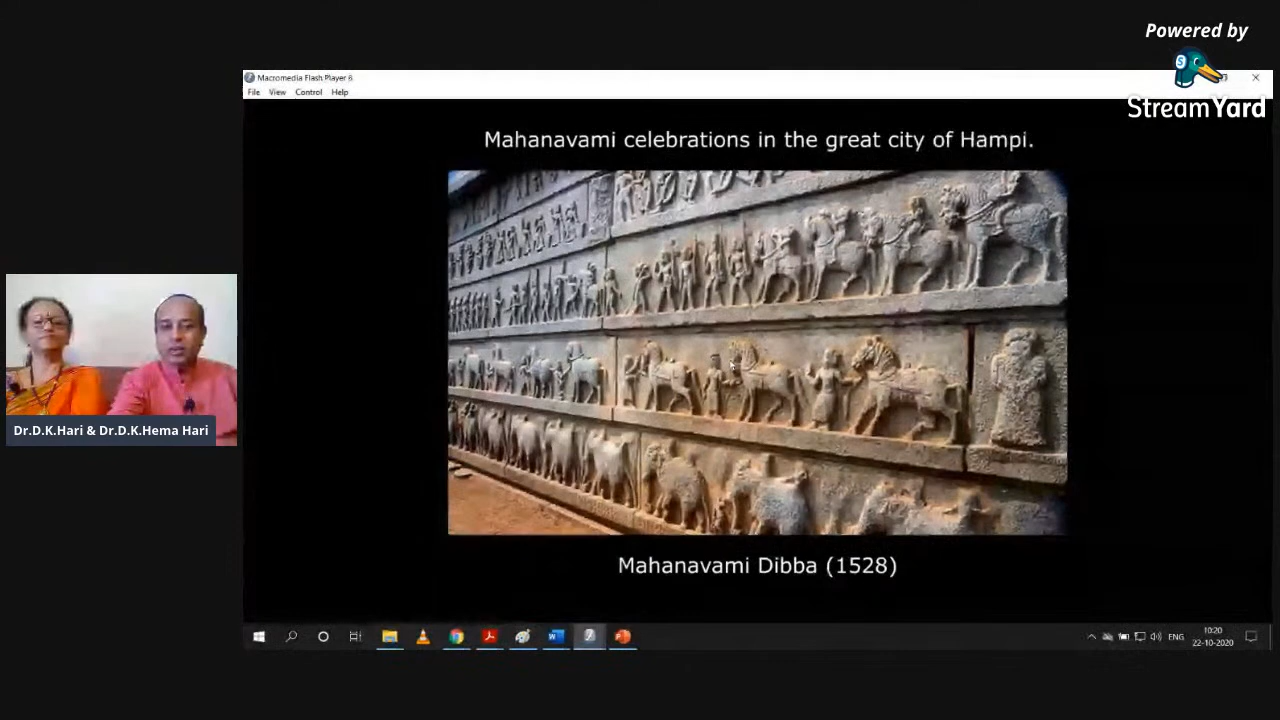 Powered by
StreamYard
Macromedia Flash Player 6
File View Control Help
Mahanavami celebrations in the great city of Hampi.
Mahanavami Dibba (1528)
Dr.D.K.Hari & Dr.D.K.Hema Hari
ENG
10:20
22-10-2020